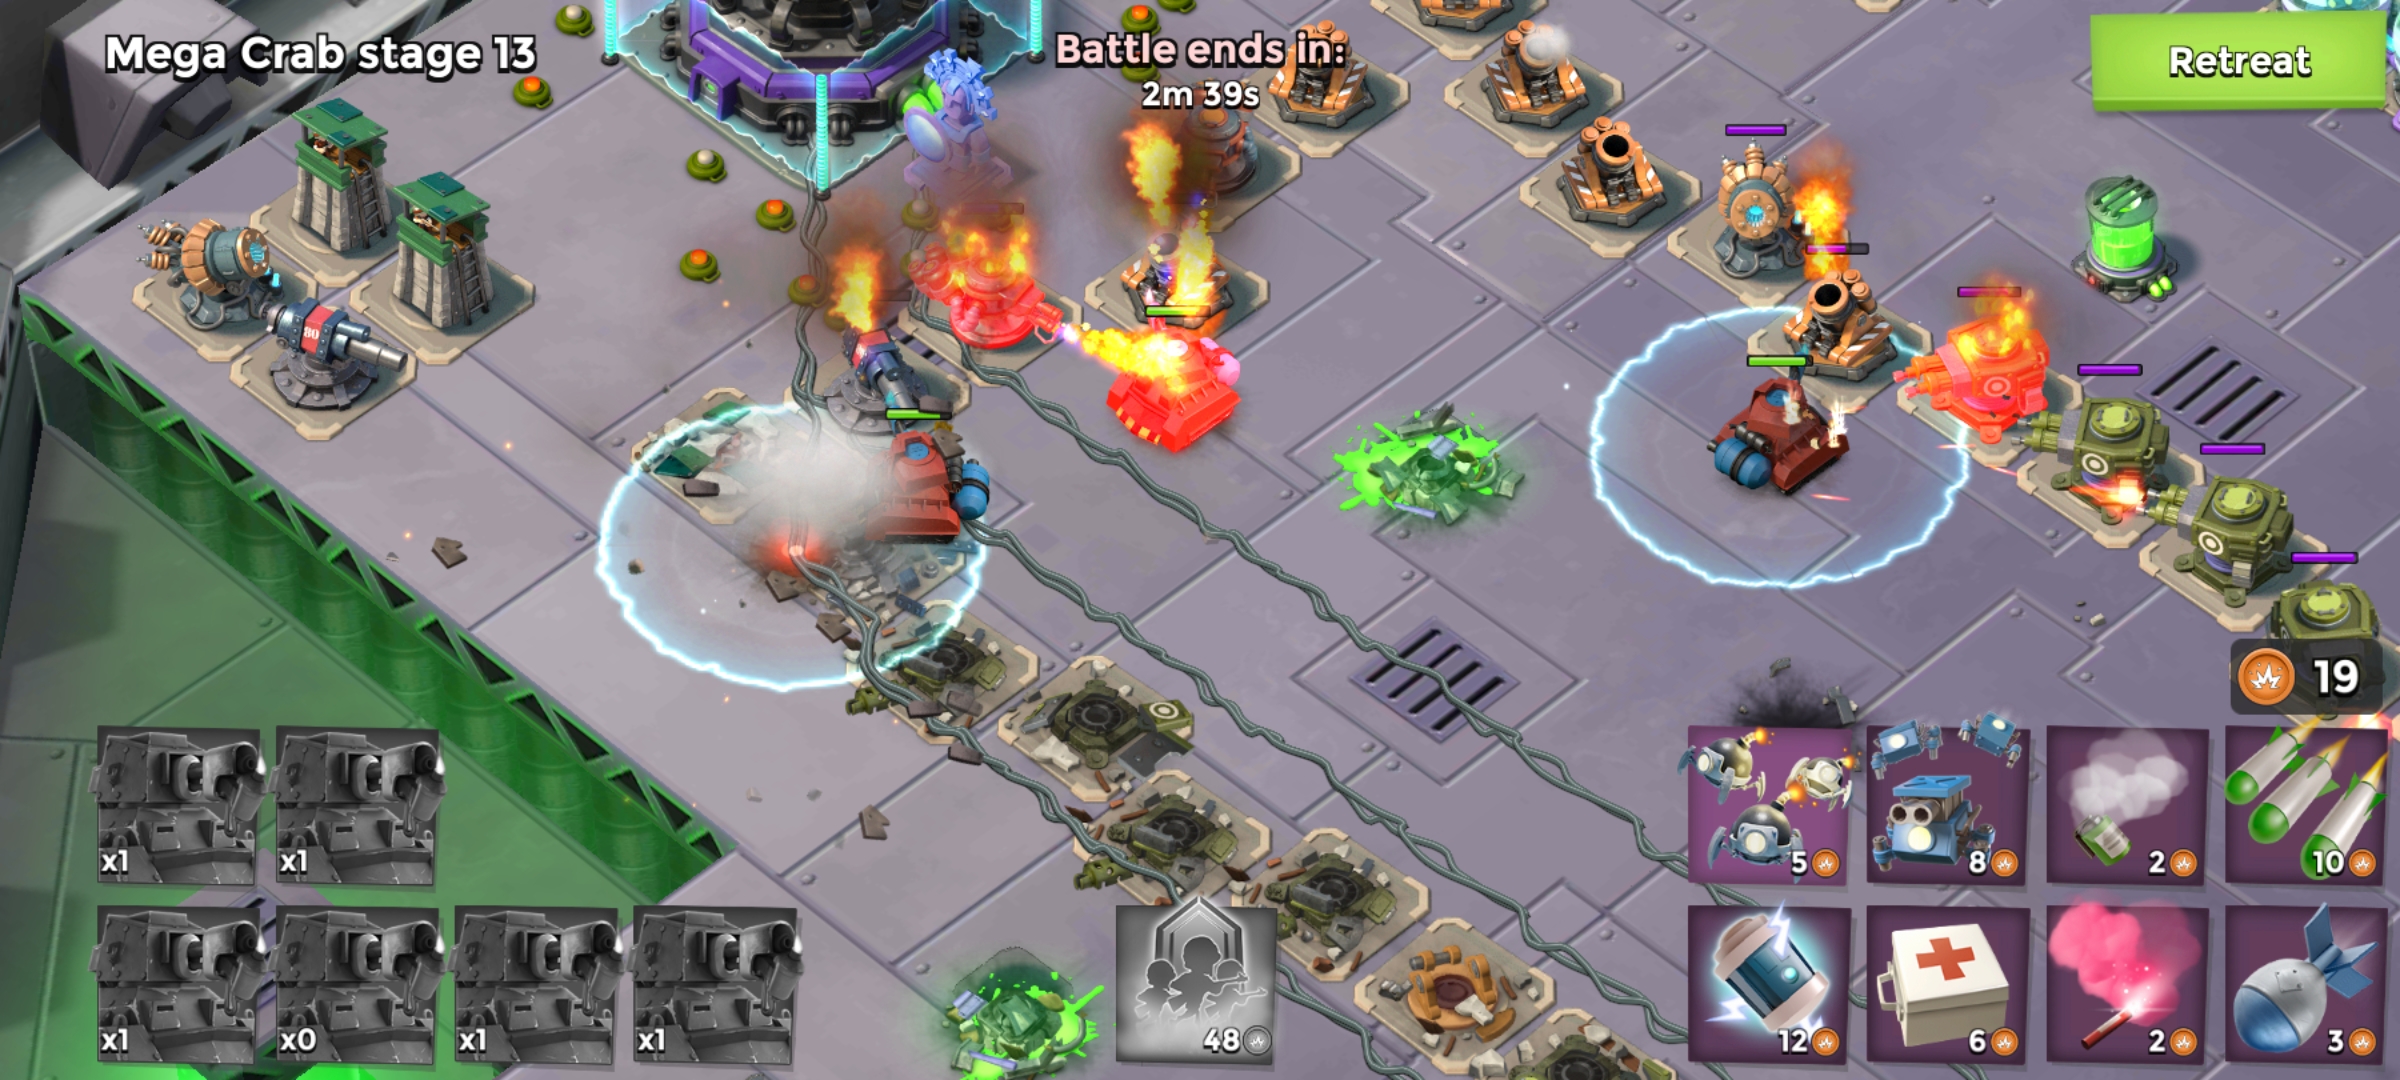 Mega Crab stage 13
Battle ends in:
2m 39s
Retreat
80
19
x1
x1
5
8
2
10
x1
x0
x1
x1
48
12
6
2
3